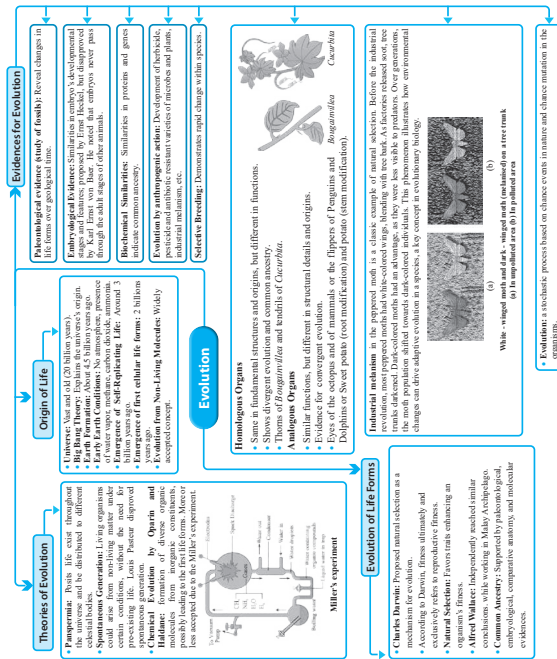 Evolution
Theories of Evolution
• Panspermia: Posits life exist throughout
the universe and be distributed to different
celestial bodies.
• Spontaneous Generation: Living organisms
could arise from non-living matter under
certain conditions, without the need for
pre-existing life. Louis Pasteur disproved
spontaneous generation.
• Chemical Evolution by Oparin and
Haldane: formation of diverse organic
molecules from inorganic constituents,
possibly leading to the first life forms. More or
less accepted due to the Miller's experiment.
Electrodes
CH₄
NH₃
H₂O
H₂
Miller's experiment
Origin of Life
• Universe: Vast and old (20 billion years).
• Big Bang Theory: Explains the universe's origin.
• Earth Formation: About 4.5 billion years ago.
• Early Earth Conditions: No atmosphere, presence
of water vapor, methane, carbon dioxide, ammonia.
• Emergence of Self-Replicating Life: Around 3
billion years ago.
• Emergence of first cellular life forms: 2 billions
years ago.
• Evolution from Non-Living Molecules: Widely
accepted concept.
Evidences for Evolution
Paleontological evidence (study of fossils): Reveal changes in
life forms over geological time.
Embryological Evidence: Similarities in embryo's developmental
stages and features; proposed by Ernst Heckel, but disapproved
by Karl Ernst von Baer. He noted that embryos never pass
through the adult stages of other animals.
Biochemical Similarities: Similarities in proteins and genes
indicate common ancestry.
Evolution by anthropogenic action: Development of herbicide,
pesticide and antibiotic resistant varieties of microbes and plants,
industrial melanism, etc.
Selective Breeding: Demonstrates rapid change within species.
Homologous Organs
• Same in fundamental structures and origins, but different in functions.
• Shows divergent evolution and common ancestry.
• Thorns of Bougainvillea and tendrils of Cucurbita.
Analogous Organs
• Similar functions, but different in structural details and origins.
• Evidence for convergent evolution.
• Eyes of the octopus and of mammals or the flippers of Penguins and
Dolphins or Sweet potato (root modification) and potato (stem modification).
Bougainvillea
Cucurbita
Industrial melanism in the peppered moth is a classic example of natural selection. Before the industrial
revolution, most peppered moths had white-colored wings, blending with tree bark. As factories released soot, tree
trunks darkened. Dark-colored moths had an advantage, as they were less visible to predators. Over generations,
the moth population shifted towards dark-colored individuals. This phenomenon illustrates how environmental
changes can drive adaptive evolution in a species, a key concept in evolutionary biology.
(a)
(b)
White - winged moth and dark - winged moth (melanised) on a tree trunk
(a) In unpolluted area (b) In polluted area
• Evolution: a stochastic process based on chance events in nature and chance mutation in the
organisms.
Evolution of Life Forms
• Charles Darwin: Proposed natural selection as a
mechanism for evolution.
• According to Darwin, fitness ultimately and
exclusively refers to reproductive fitness.
• Natural Selection: Favors traits enhancing an
organism's fitness.
• Alfred Wallace: Independently reached similar
conclusions. while working in Malay Archipelago.
• Common Ancestry: Supported by paleontological,
embryological, comparative anatomy, and molecular
evidences.